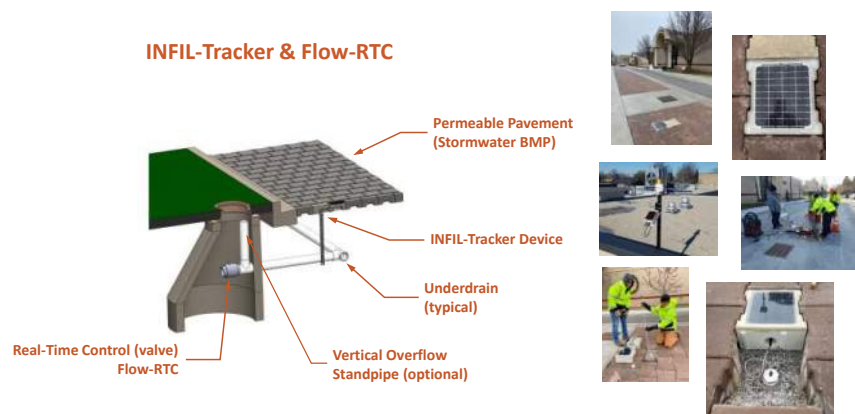 INFIL-Tracker & Flow-RTC
Permeable Pavement
(Stormwater BMP)
INFIL-Tracker Device
Underdrain
(typical)
Real-Time Control (valve)
Flow-RTC
Vertical Overflow
Standpipe (optional)